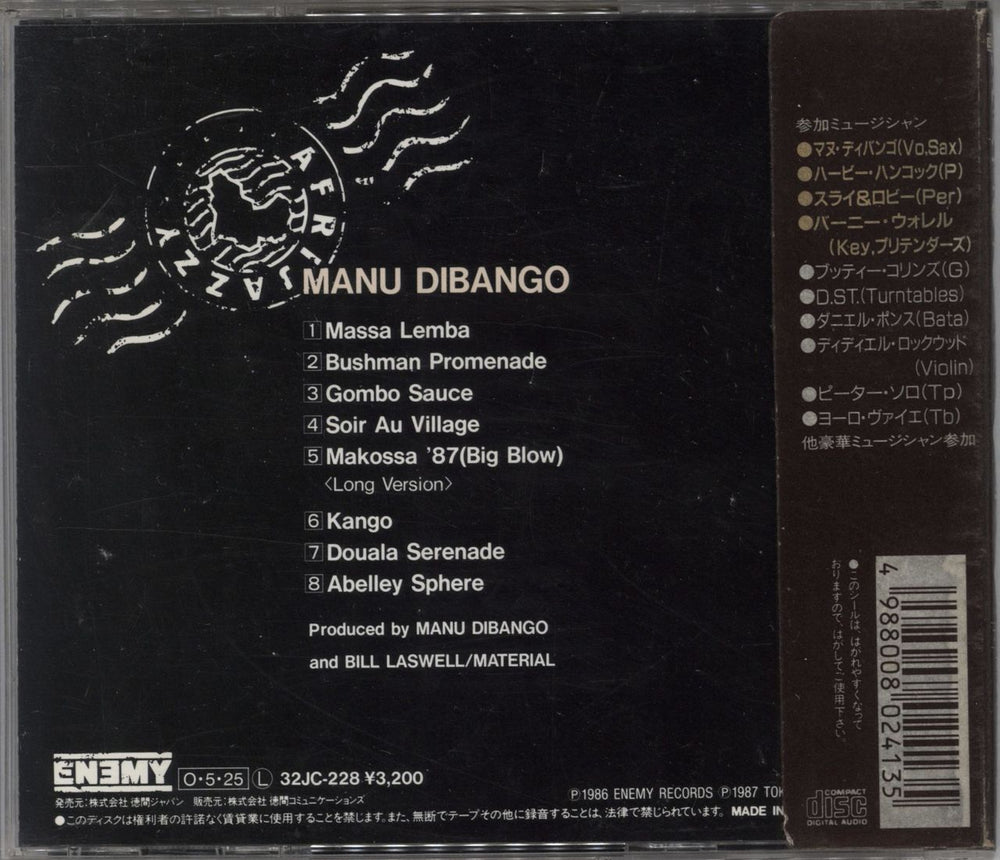 AFRIJAZZY
MANU DIBANGO
1 Massa Lemba
2 Bushman Promenade
3 Gombo Sauce
4 Soir Au Village
5 Makossa '87(Big Blow)
〈Long Version〉
6 Kango
7 Douala Serenade
8 Abelley Sphere
Produced by MANU DIBANGO
and BILL LASWELL/MATERIAL
ENEMY O・5・25 L 32JC-228 ¥3,200
発売元:株式会社 徳間ジャパン 販売元:株式会社 徳間コミュニケーションズ
Ⓟ1986 ENEMY RECORDS Ⓟ1987 TOK
●このディスクは権利者の許諾なく賃貸業に使用することを禁じます。また、無断でテープその他に録音することは、法律で禁じられています。 MADE IN
参加ミュージシャン
●マヌ・ディバンゴ(Vo,Sax)
●ハービー・ハンコック(P)
●スライ&ロビー(Per)
●バーニー・ウォレル
(Key,プリテンダーズ)
●ブッティー・コリンズ(G)
●D.ST.(Turntables)
●ダニエル・ポンス(Bata)
●ディディエル・ロックウッド
(Violin)
●ピーター・ソロ(Tp)
●ヨーロ・ヴァイエ(Tb)
他豪華ミュージシャン参加
●このシールは、はがれやすくなって
おりますので、はがしてご使用下さい。
4 988008 024135
COMPACT
disc
DIGITAL AUDIO